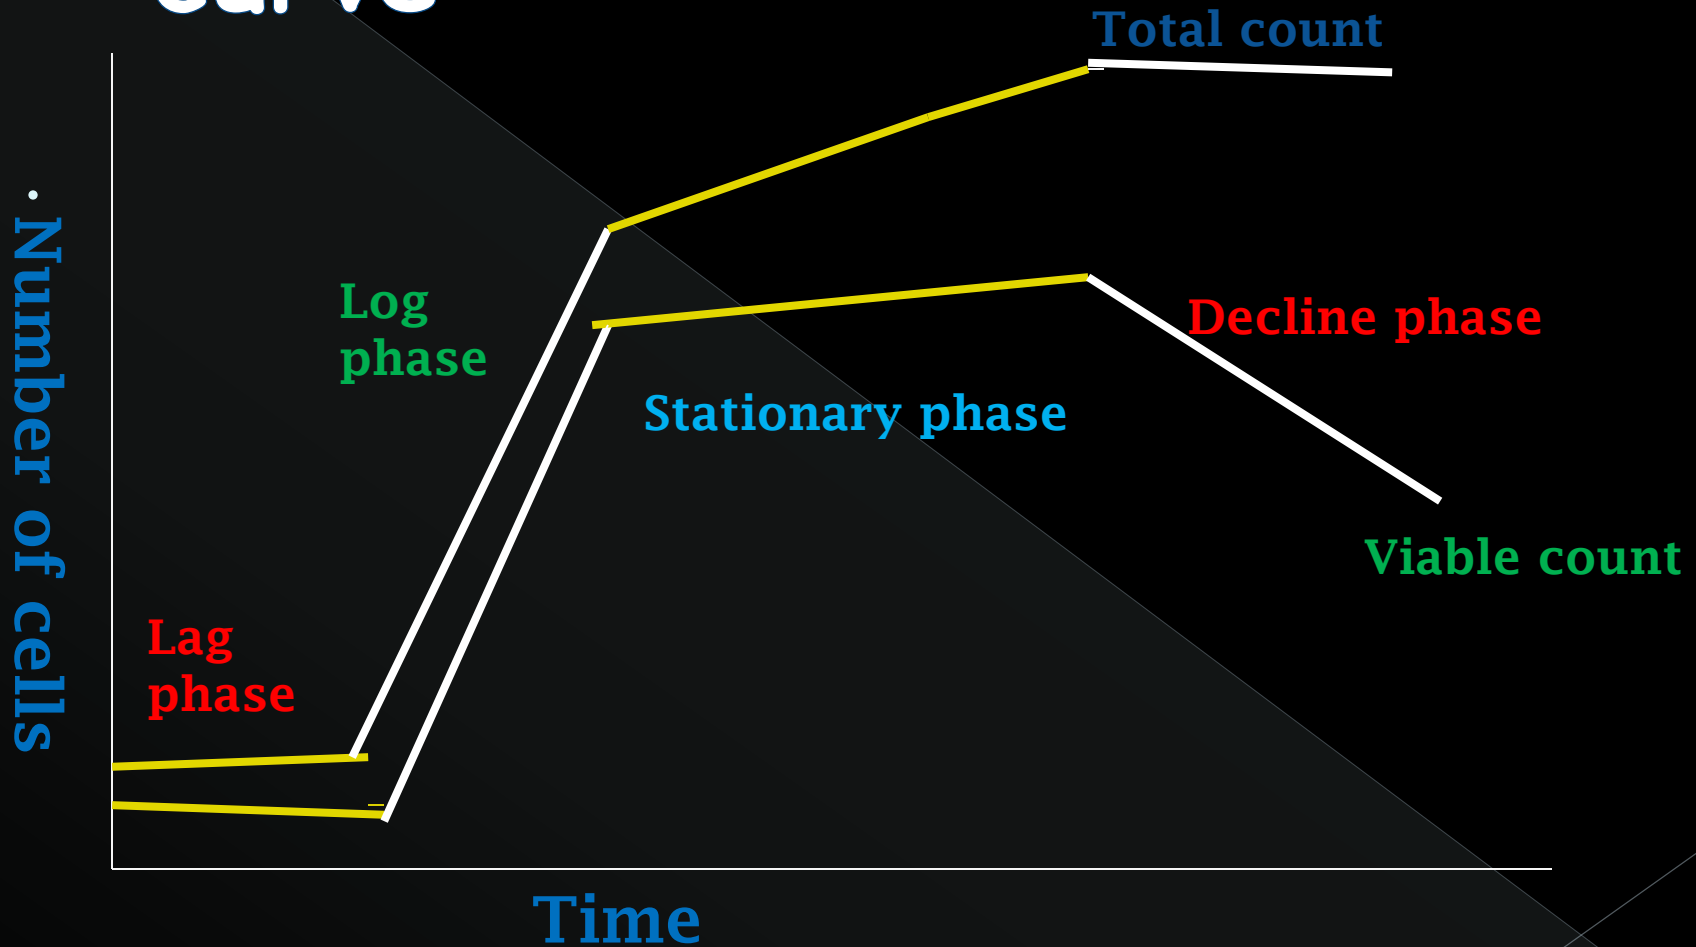 Total count
Log
phase
Decline phase
Stationary phase
Viable count
Lag
phase
• Number of cells
Time